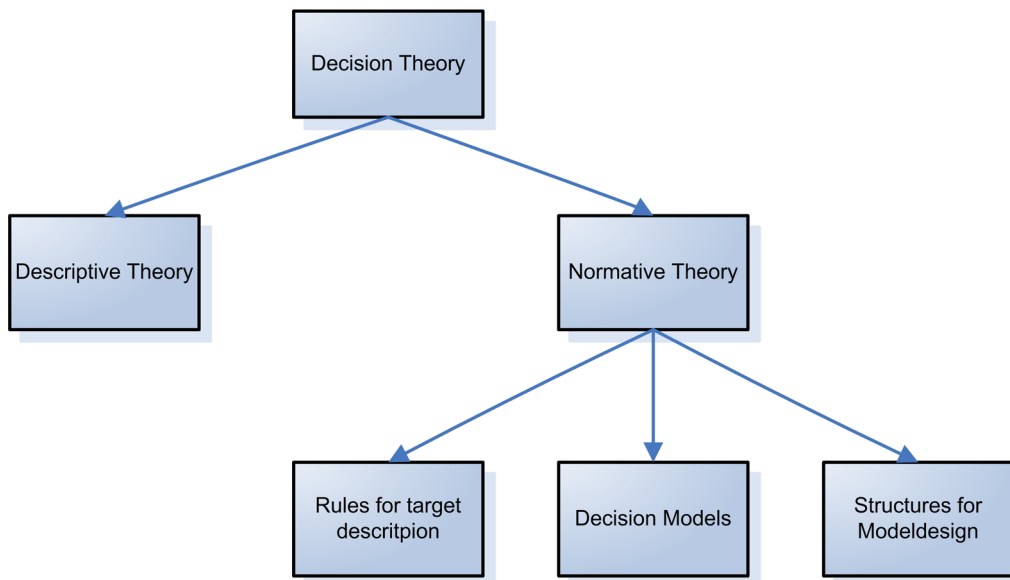 Decision Theory
Descriptive Theory
Normative Theory
Rules for target
descritpion
Decision Models
Structures for
Modeldesign